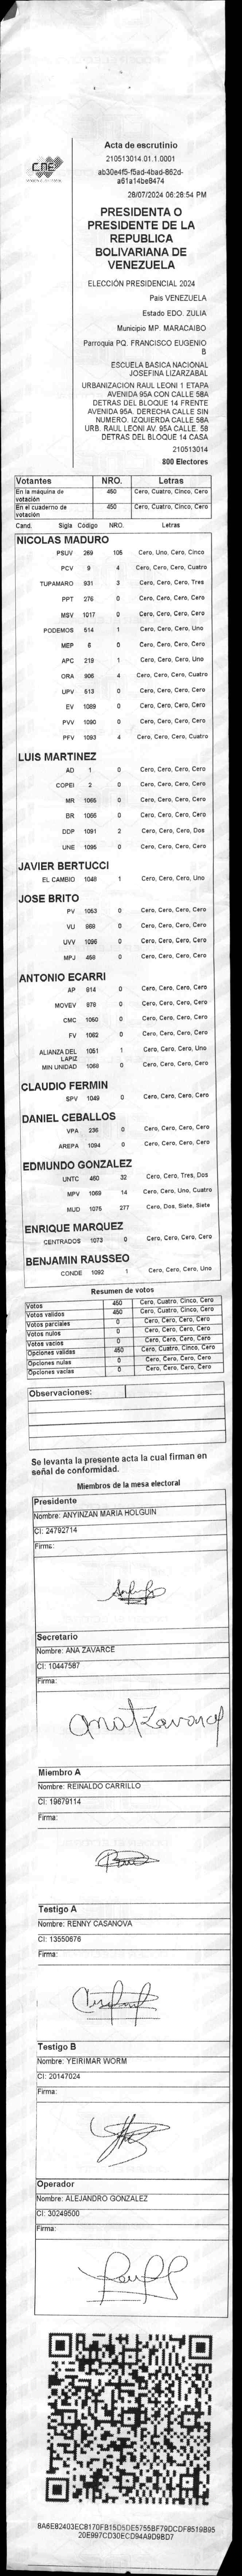 CNE
Acta de escrutinio
210513014.01.1.0001
ab30e4f5-f5ad-4bad-862d-
a61a14be8474
28/07/2024 06:28:54 PM
PRESIDENTA O
PRESIDENTE DE LA
REPUBLICA
BOLIVARIANA DE
VENEZUELA
ELECCIÓN PRESIDENCIAL 2024
Pais VENEZUELA
Estado EDO. ZULIA
Municipio MP. MARACAIBO
Parroquia PQ. FRANCISCO EUGENIO
B
ESCUELA BASICA NACIONAL
JOSEFINA LIZARZABAL
URBANIZACION RAUL LEONI 1 ETAPA
AVENIDA 95A CON CALLE 58A
DETRAS DEL BLOQUE 14 FRENTE
AVENIDA 95A. DERECHA CALLE SIN
NUMERO. IZQUIERDA CALLE 58A
URB. RAUL LEONI AV. 95A CALLE. 58
DETRAS DEL BLOQUE 14 CASA
210513014
800 Electores
Votantes NRO. Letras
En la máquina de
votación 450 Cero, Cuatro, Cinco, Cero
En el cuaderno de
votación 450 Cero, Cuatro, Cinco, Cero
Cand. Sigla Código NRO. Letras
NICOLAS MADURO
PSUV 269 105 Cero, Uno, Cero, Cinco
PCV 9 4 Cero, Cero, Cero, Cuatro
TUPAMARO 931 3 Cero, Cero, Cero, Tres
PPT 276 0 Cero, Cero, Cero, Cero
MSV 1017 0 Cero, Cero, Cero, Cero
PODEMOS 514 1 Cero, Cero, Cero, Uno
MEP 6 0 Cero, Cero, Cero, Cero
APC 219 1 Cero, Cero, Cero, Uno
ORA 906 4 Cero, Cero, Cero, Cuatro
UPV 513 0 Cero, Cero, Cero, Cero
EV 1089 0 Cero, Cero, Cero, Cero
PVV 1090 0 Cero, Cero, Cero, Cero
PFV 1093 4 Cero, Cero, Cero, Cuatro
LUIS MARTINEZ
AD 1 0 Cero, Cero, Cero, Cero
COPEI 2 0 Cero, Cero, Cero, Cero
MR 1065 0 Cero, Cero, Cero, Cero
BR 1066 0 Cero, Cero, Cero, Cero
DDP 1091 2 Cero, Cero, Cero, Dos
UNE 1095 0 Cero, Cero, Cero, Cero
JAVIER BERTUCCI
EL CAMBIO 1048 1 Cero, Cero, Cero, Uno
JOSE BRITO
PV 1053 0 Cero, Cero, Cero, Cero
VU 868 0 Cero, Cero, Cero, Cero
UVV 1096 0 Cero, Cero, Cero, Cero
MPJ 458 0 Cero, Cero, Cero, Cero
ANTONIO ECARRI
AP 914 0 Cero, Cero, Cero, Cero
MOVEV 878 0 Cero, Cero, Cero, Cero
CMC 1050 0 Cero, Cero, Cero, Cero
FV 1062 0 Cero, Cero, Cero, Cero
ALIANZA DEL
LAPIZ 1051 1 Cero, Cero, Cero, Uno
MIN UNIDAD 1068 0 Cero, Cero, Cero, Cero
CLAUDIO FERMIN
SPV 1049 0 Cero, Cero, Cero, Cero
DANIEL CEBALLOS
VPA 236 0 Cero, Cero, Cero, Cero
AREPA 1094 0 Cero, Cero, Cero, Cero
EDMUNDO GONZALEZ
UNTC 460 32 Cero, Cero, Tres, Dos
MPV 1069 14 Cero, Cero, Uno, Cuatro
MUD 1075 277 Cero, Dos, Siete, Siete
ENRIQUE MARQUEZ
CENTRADOS 1073 0 Cero, Cero, Cero, Cero
BENJAMIN RAUSSEO
CONDE 1092 1 Cero, Cero, Cero, Uno
Resumen de votos
Votos 450 Cero, Cuatro, Cinco, Cero
Votos validos 450 Cero, Cuatro, Cinco, Cero
Votos parciales 0 Cero, Cero, Cero, Cero
Votos nulos 0 Cero, Cero, Cero, Cero
Votos vacios 0 Cero, Cero, Cero, Cero
Opciones validas 450 Cero, Cuatro, Cinco, Cero
Opciones nulas 0 Cero, Cero, Cero, Cero
Opciones vacias 0 Cero, Cero, Cero, Cero
Observaciones:
Se levanta la presente acta la cual firman en
señal de conformidad.
Miembros de la mesa electoral
Presidente
Nombre: ANYINZAN MARIA HOLGUIN
CI: 24792714
Firma:
Secretario
Nombre: ANA ZAVARCE
CI: 10447587
Firma:
Ana Zavarce
Miembro A
Nombre: REINALDO CARRILLO
CI: 19679114
Firma:
Testigo A
Nombre: RENNY CASANOVA
CI: 13550676
Firma:
Testigo B
Nombre: YEIRIMAR WORM
CI: 20147024
Firma:
Operador
Nombre: ALEJANDRO GONZALEZ
CI: 30249500
Firma:
8A6E82403EC8170FB15D5DE5755BF79DCDF8519B95
20E997CD30ECD94A9D9BD7